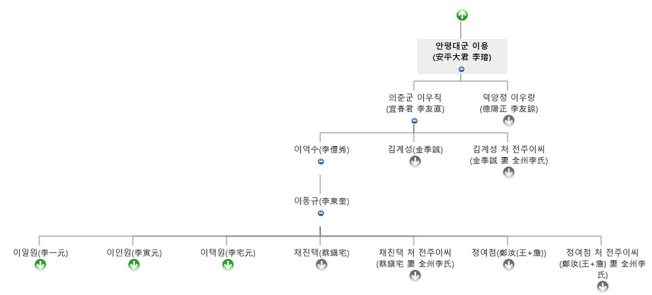 안평대군 이용
(安平大君 李瑢)
의춘군 이우직
(宜春君 李友直)
덕양정 이우량
(德陽正 李友諒)
이억수(李億秀)
김계성(金季誠)
김계성 처 전주이씨
(金季誠 妻 全州李氏)
이동규(李東奎)
이일원(李一元)
이인원(李寅元)
이택원(李宅元)
채진택(蔡鎭宅)
채진택 처 전주이씨
(蔡鎭宅 妻 全州李氏)
정여점(鄭汝{王+詹})
정여점 처 전주이씨
(鄭汝{王+詹} 妻 全州李
氏)